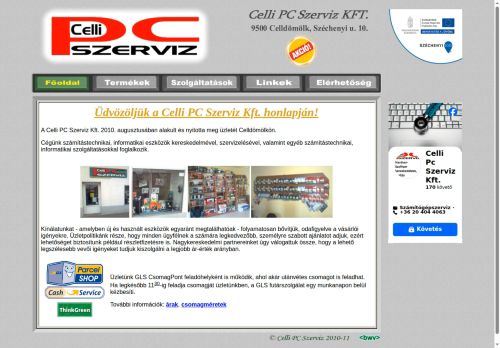 Celli
PC
SZERVIZ
Celli PC Szerviz KFT.
9500 Celldömölk, Széchenyi u. 10.
AKCIÓ!
SZÉCHENYI
Főoldal
Termékek
Szolgáltatások
Linkek
Elérhetőség
Üdvözöljük a Celli PC Szerviz Kft. honlapján!
A Celli PC Szerviz Kft. 2010. augusztusában alakult és nyitotta meg üzletét Celldömölkön.
Cégünk számítástechnikai, informatikai eszközök kereskedelmével, szervizelésével, valamint egyéb számítástechnikai,
informatikai szolgáltatásokkal foglalkozik.
Kínálatunkat - amelyben új és használt eszközök egyaránt megtalálhatóak - folyamatosan bővítjük, odafigyelve a vásárlói
igényekre. Üzletpolitikánk része, hogy minden ügyfélnek a számára legkedvezőbb, személyre szabott ajánlatot adjuk, ezért
lehetőséget biztosítunk például részletfizetésre is. Nagykereskedelmi partnereinket úgy válogattuk össze, hogy a lehető
legszélesebb vevői igényeket tudjuk kiszolgálni a legjobb ár-érték arányban.
Parcel
SHOP
Cash
Service
ThinkGreen
Üzletünk GLS CsomagPont feladóhelyként is működik, ahol akár utánvétes csomagot is feladhat.
Ha legkésőbb 11:30-ig feladja csomagját üzletünkben, a GLS futárszolgálat egy munkanapon belül
kézbesíti.
További információk: árak, csomagméretek
© Celli PC Szerviz 2010-11
<bwv>
Celli
Pc
Szerviz
Kft.
170 követő
Számítógépszerviz ·
+36 20 404 4063
Követés